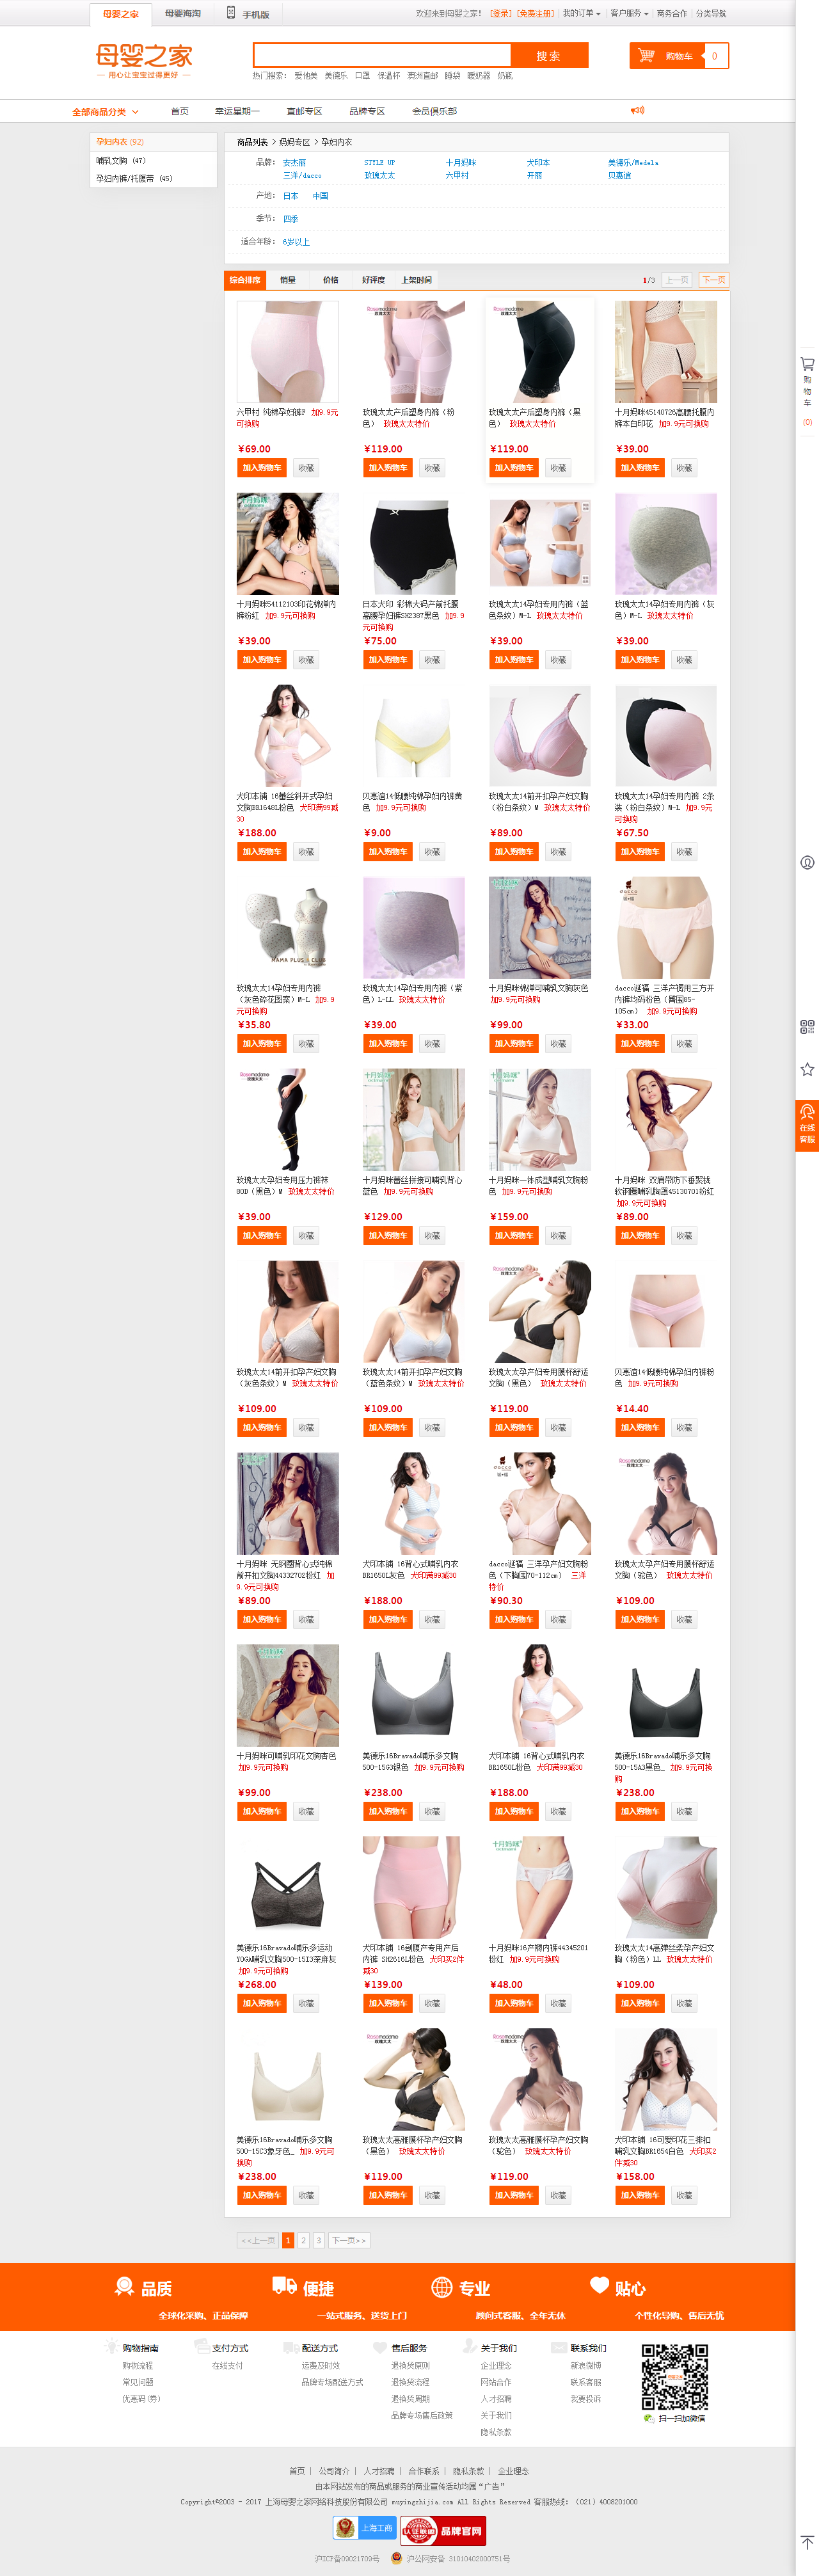 母婴之家 母婴海淘 手机版 欢迎来到母婴之家! [登录] [免费注册] 我的订单 客户服务 商务合作 分类导航
母婴之家
用心让宝宝过得更好
搜索
购物车 0
热门搜索: 爱他美 美德乐 口罩 保温杯 澳洲直邮 睡袋 暖奶器 奶瓶
全部商品分类 首页 幸运星期一 直邮专区 品牌专区 会员俱乐部
孕妇内衣 (92)
哺乳文胸 (47)
孕妇内裤/托腹带 (45)
商品列表 > 妈妈专区 > 孕妇内衣
品牌: 安杰丽 STYLE UP 十月妈咪 犬印本 美德乐/Medela
三洋/dacco 玫瑰太太 六甲村 开丽 贝惠谊
产地: 日本 中国
季节: 四季
适合年龄: 6岁以上
综合排序 销量 价格 好评度 上架时间 1/3 上一页 下一页
六甲村 纯棉孕妇裤F 加9.9元可换购
¥69.00
加入购物车 收藏
玫瑰太太产后塑身内裤（粉色） 玫瑰太太特价
¥119.00
加入购物车 收藏
玫瑰太太产后塑身内裤（黑色） 玫瑰太太特价
¥119.00
加入购物车 收藏
十月妈咪45140726高腰托腹内裤本白印花 加9.9元可换购
¥39.00
加入购物车 收藏
十月妈咪54112103印花棉弹内裤粉红 加9.9元可换购
¥39.00
加入购物车 收藏
日本犬印 彩棉大码产前托腹高腰孕妇裤SH2387黑色 加9.9元可换购
¥75.00
加入购物车 收藏
玫瑰太太14孕妇专用内裤（蓝色条纹）M-L 玫瑰太太特价
¥39.00
加入购物车 收藏
玫瑰太太14孕妇专用内裤（灰色）M-L 玫瑰太太特价
¥39.00
加入购物车 收藏
犬印本铺 16蕾丝斜开式孕妇文胸BR1648L粉色 犬印满99减30
¥188.00
加入购物车 收藏
贝惠谊14低腰纯棉孕妇内裤黄色 加9.9元可换购
¥9.00
加入购物车 收藏
玫瑰太太14前开扣孕产妇文胸（粉白条纹）M 玫瑰太太特价
¥89.00
加入购物车 收藏
玫瑰太太14孕妇专用内裤 2条装（粉白条纹）M-L 加9.9元可换购
¥67.50
加入购物车 收藏
MAMA PLUS CLUB
玫瑰太太14孕妇专用内裤（灰色碎花图案）M-L 加9.9元可换购
¥35.80
加入购物车 收藏
玫瑰太太14孕妇专用内裤（紫色）L-LL 玫瑰太太特价
¥39.00
加入购物车 收藏
十月妈咪棉弹可哺乳文胸灰色 加9.9元可换购
¥99.00
加入购物车 收藏
dacco诞福 三洋产褥用三方开内裤均码粉色（臀围85-105cm） 加9.9元可换购
¥33.00
加入购物车 收藏
玫瑰太太孕妇专用压力裤袜80D（黑色）M 玫瑰太太特价
¥39.00
加入购物车 收藏
十月妈咪蕾丝拼接可哺乳背心蓝色 加9.9元可换购
¥129.00
加入购物车 收藏
十月妈咪一体成型哺乳文胸粉色 加9.9元可换购
¥159.00
加入购物车 收藏
十月妈咪 双肩带防下垂聚拢软钢圈哺乳胸罩45130701粉红 加9.9元可换购
¥89.00
加入购物车 收藏
玫瑰太太14前开扣孕产妇文胸（灰色条纹）M 玫瑰太太特价
¥109.00
加入购物车 收藏
玫瑰太太14前开扣孕产妇文胸（蓝色条纹）M 玫瑰太太特价
¥109.00
加入购物车 收藏
玫瑰太太孕产妇专用膜杯舒适文胸（黑色） 玫瑰太太特价
¥119.00
加入购物车 收藏
贝惠谊14低腰纯棉孕妇内裤粉色 加9.9元可换购
¥14.40
加入购物车 收藏
十月妈咪 无钢圈背心式纯棉前开扣文胸44332702粉红 加9.9元可换购
¥89.00
加入购物车 收藏
犬印本铺 16背心式哺乳内衣BR1650L灰色 犬印满99减30
¥188.00
加入购物车 收藏
dacco诞福 三洋孕产妇文胸粉色（下胸围70-112cm） 三洋特价
¥90.30
加入购物车 收藏
玫瑰太太孕产妇专用膜杯舒适文胸（驼色） 玫瑰太太特价
¥109.00
加入购物车 收藏
十月妈咪可哺乳印花文胸杏色 加9.9元可换购
¥99.00
加入购物车 收藏
美德乐16Bravado哺乐多文胸500-15G3银色 加9.9元可换购
¥238.00
加入购物车 收藏
犬印本铺 16背心式哺乳内衣BR1650L粉色 犬印满99减30
¥188.00
加入购物车 收藏
美德乐16Bravado哺乐多文胸500-15A3黑色_ 加9.9元可换购
¥238.00
加入购物车 收藏
美德乐16Bravado哺乐多运动YOGA哺乳文胸500-15I3深麻灰 加9.9元可换购
¥268.00
加入购物车 收藏
犬印本铺 16剖腹产专用产后内裤 SH2616L粉色 犬印买2件减30
¥139.00
加入购物车 收藏
十月妈咪16产褥内裤44345201粉红 加9.9元可换购
¥48.00
加入购物车 收藏
玫瑰太太14高弹丝柔孕产妇文胸（粉色）LL 玫瑰太太特价
¥109.00
加入购物车 收藏
美德乐16Bravado哺乐多文胸500-15C3象牙色_ 加9.9元可换购
¥238.00
加入购物车 收藏
玫瑰太太高雅膜杯孕产妇文胸（黑色） 玫瑰太太特价
¥119.00
加入购物车 收藏
玫瑰太太高雅膜杯孕产妇文胸（驼色） 玫瑰太太特价
¥119.00
加入购物车 收藏
犬印本铺 16可爱印花三排扣哺乳文胸BR1654白色 犬印买2件减30
¥158.00
加入购物车 收藏
<<上一页 1 2 3 下一页>>
购物车
(0)
在线客服
品质 便捷 专业 贴心
全球化采购、正品保障 一站式服务、送货上门 顾问式客服、全年无休 个性化导购、售后无忧
购物指南 支付方式 配送方式 售后服务 关于我们 联系我们
购物流程 在线支付 运费及时效 退换货原则 企业理念 新浪微博
常见问题 品牌专场配送方式 退换货流程 网站合作 联系客服
优惠码(劵) 退换货周期 人才招聘 我要投诉
品牌专场售后政策 关于我们
隐私条款
扫一扫加微信
首页 | 公司简介 | 人才招聘 | 合作联系 | 隐私条款 | 企业理念
由本网站发布的商品或服务的商业宣传活动均属“广告”
Copyright©2003 - 2017 上海母婴之家网络科技股份有限公司 muyingzhijia.com All Rights Reserved 客服热线: (021)4008201000
上海工商 认证联盟 品牌官网
沪ICP备09021709号 沪公网安备 31010402000751号